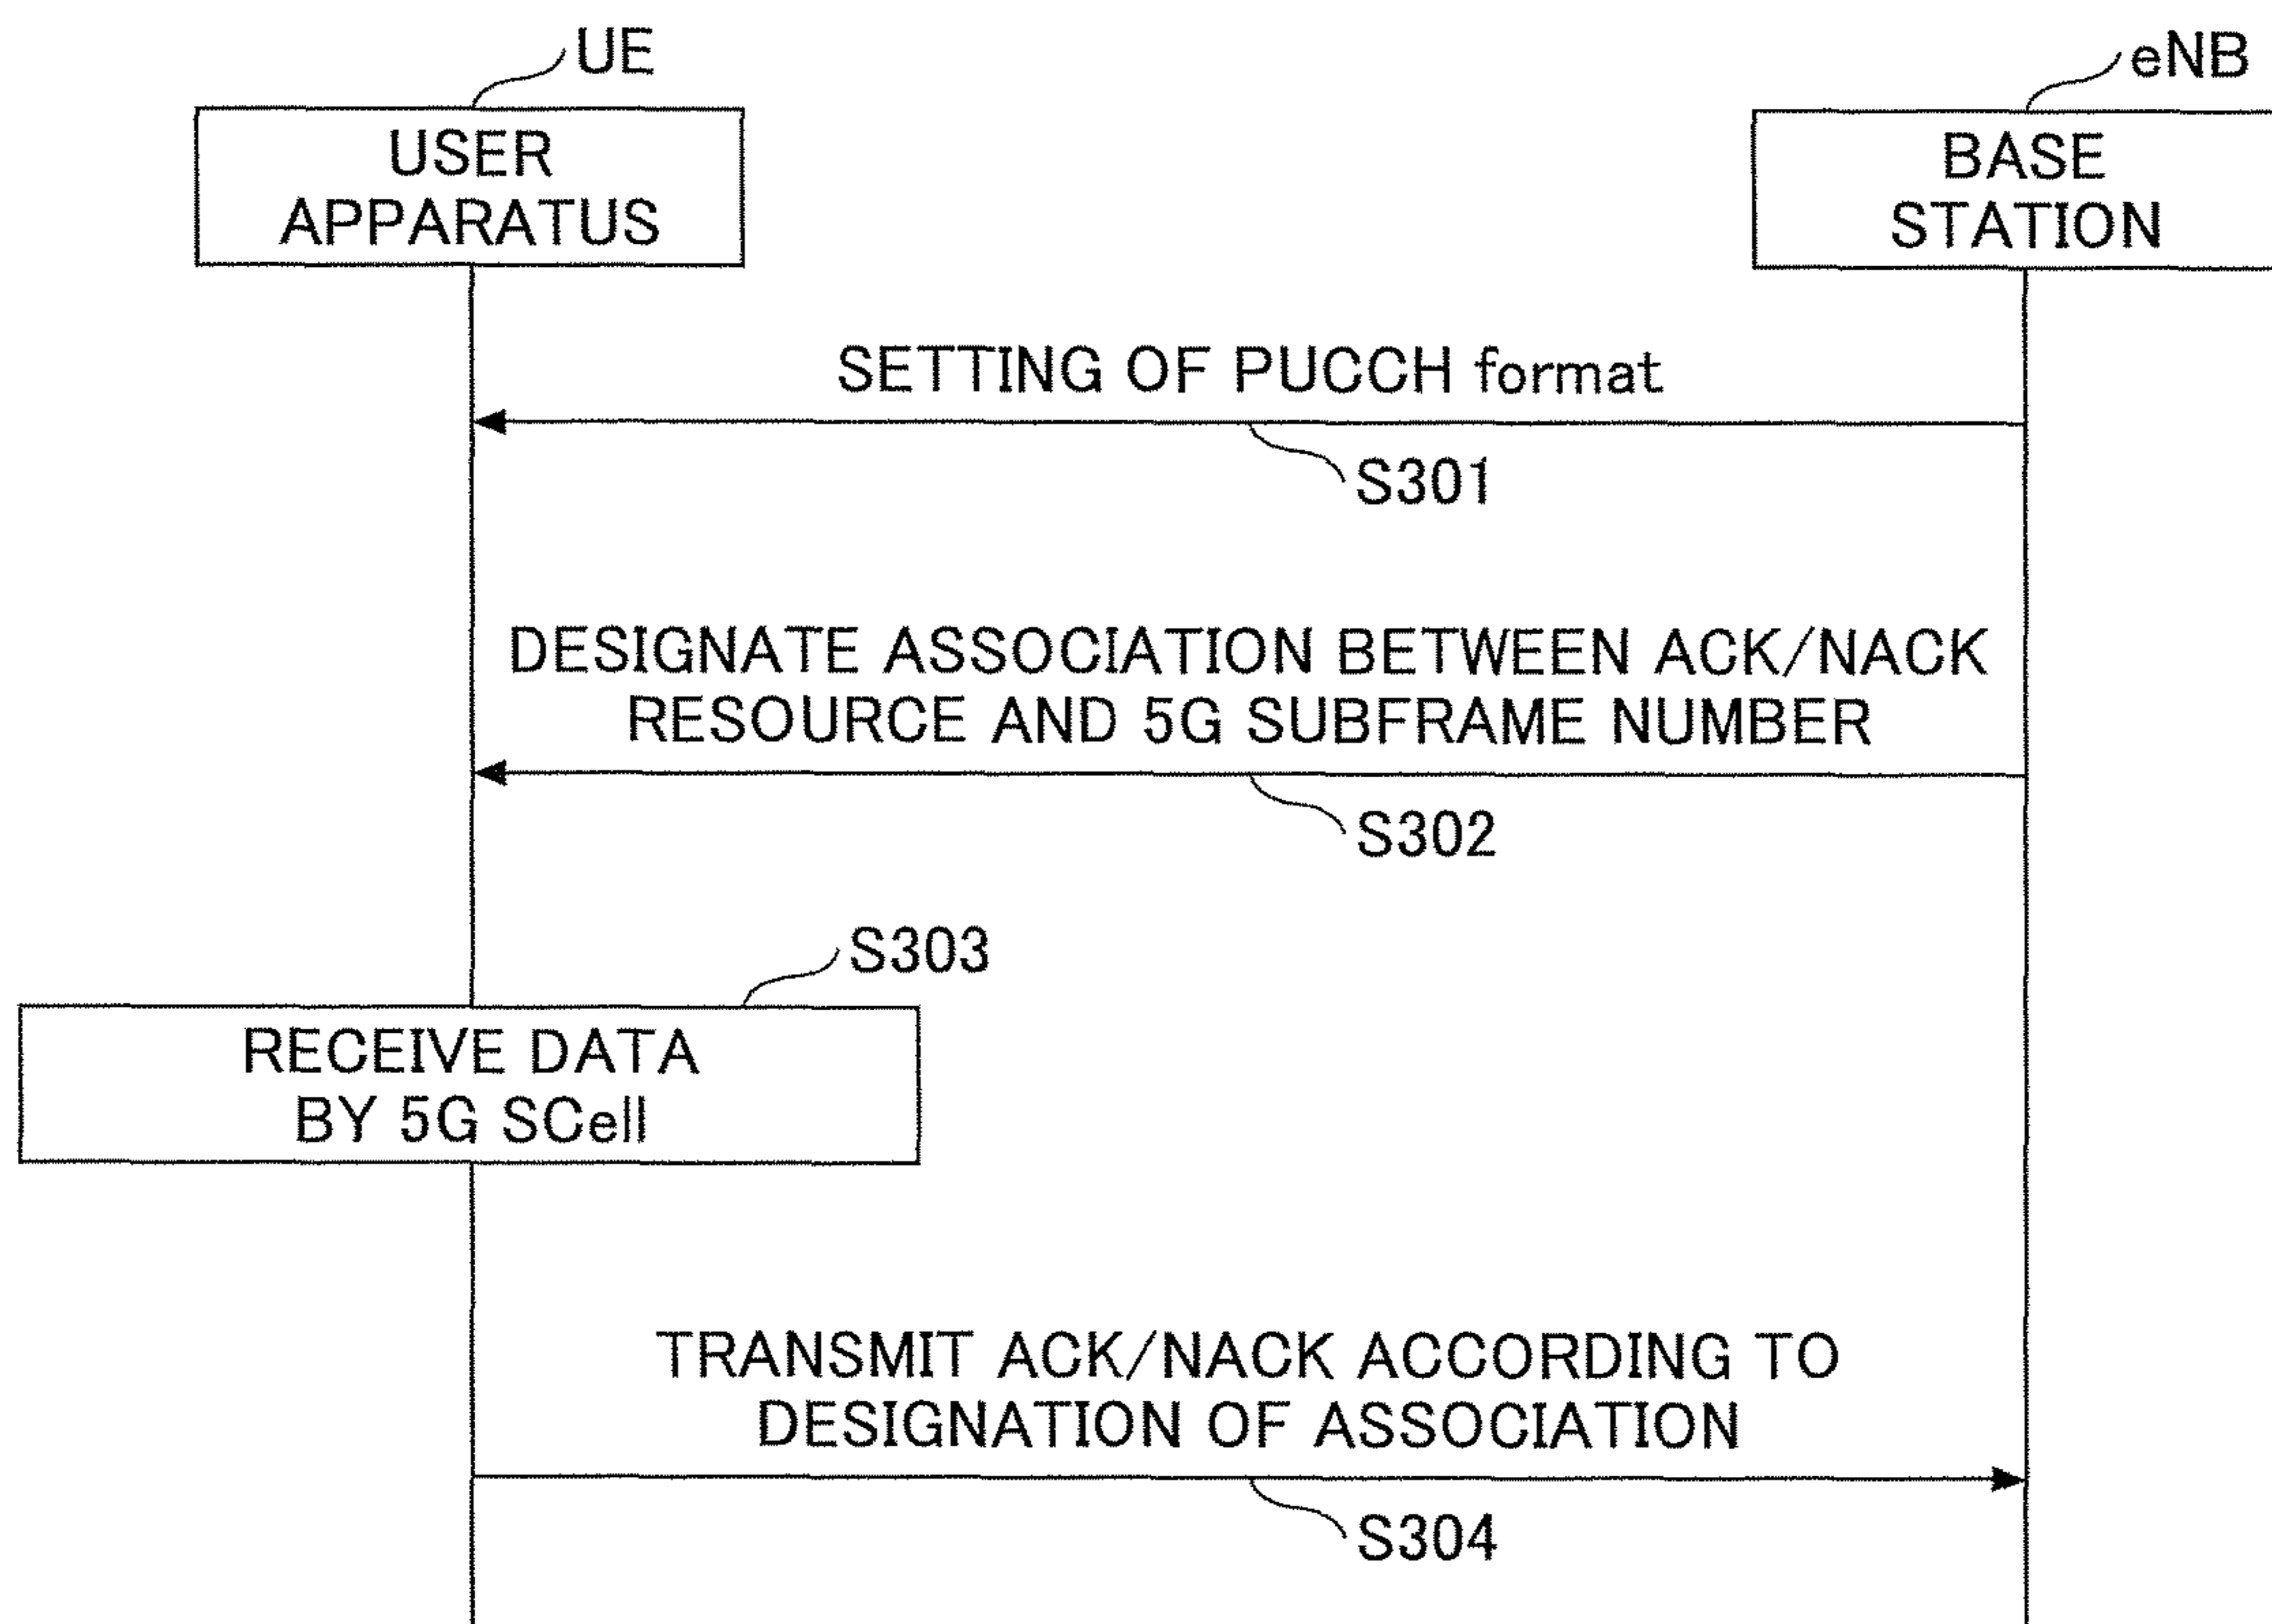 UE
eNB
USER
APPARATUS
BASE
STATION
SETTING OF PUCCH format
S301
DESIGNATE ASSOCIATION BETWEEN ACK/NACK
RESOURCE AND 5G SUBFRAME NUMBER
S302
S303
RECEIVE DATA
BY 5G SCell
TRANSMIT ACK/NACK ACCORDING TO
DESIGNATION OF ASSOCIATION
S304